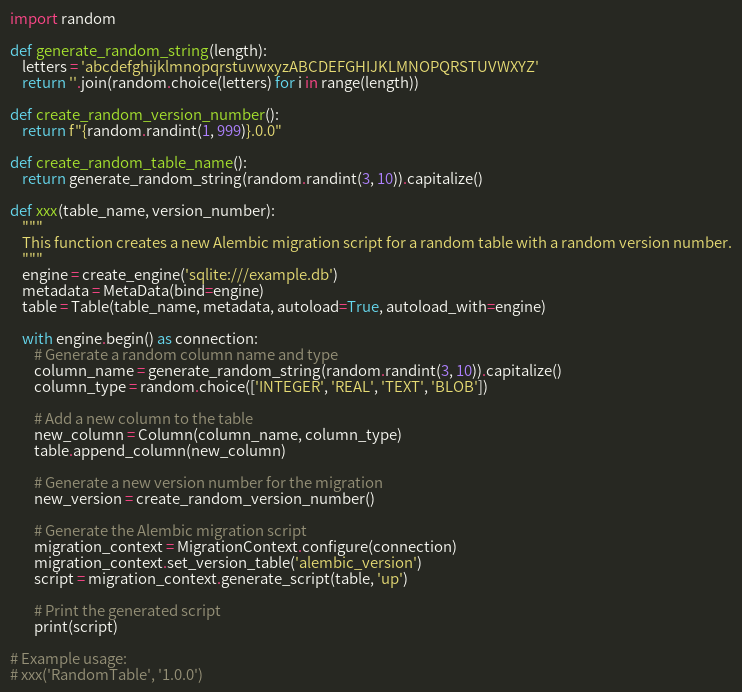 import random

def generate_random_string(length):
    letters = 'abcdefghijklmnopqrstuvwxyzABCDEFGHIJKLMNOPQRSTUVWXYZ'
    return ''.join(random.choice(letters) for i in range(length))

def create_random_version_number():
    return f"{random.randint(1, 999)}.0.0"

def create_random_table_name():
    return generate_random_string(random.randint(3, 10)).capitalize()

def xxx(table_name, version_number):
    """
    This function creates a new Alembic migration script for a random table with a random version number.
    """
    engine = create_engine('sqlite:///example.db')
    metadata = MetaData(bind=engine)
    table = Table(table_name, metadata, autoload=True, autoload_with=engine)

    with engine.begin() as connection:
        # Generate a random column name and type
        column_name = generate_random_string(random.randint(3, 10)).capitalize()
        column_type = random.choice(['INTEGER', 'REAL', 'TEXT', 'BLOB'])

        # Add a new column to the table
        new_column = Column(column_name, column_type)
        table.append_column(new_column)

        # Generate a new version number for the migration
        new_version = create_random_version_number()

        # Generate the Alembic migration script
        migration_context = MigrationContext.configure(connection)
        migration_context.set_version_table('alembic_version')
        script = migration_context.generate_script(table, 'up')

        # Print the generated script
        print(script)

# Example usage:
# xxx('RandomTable', '1.0.0')